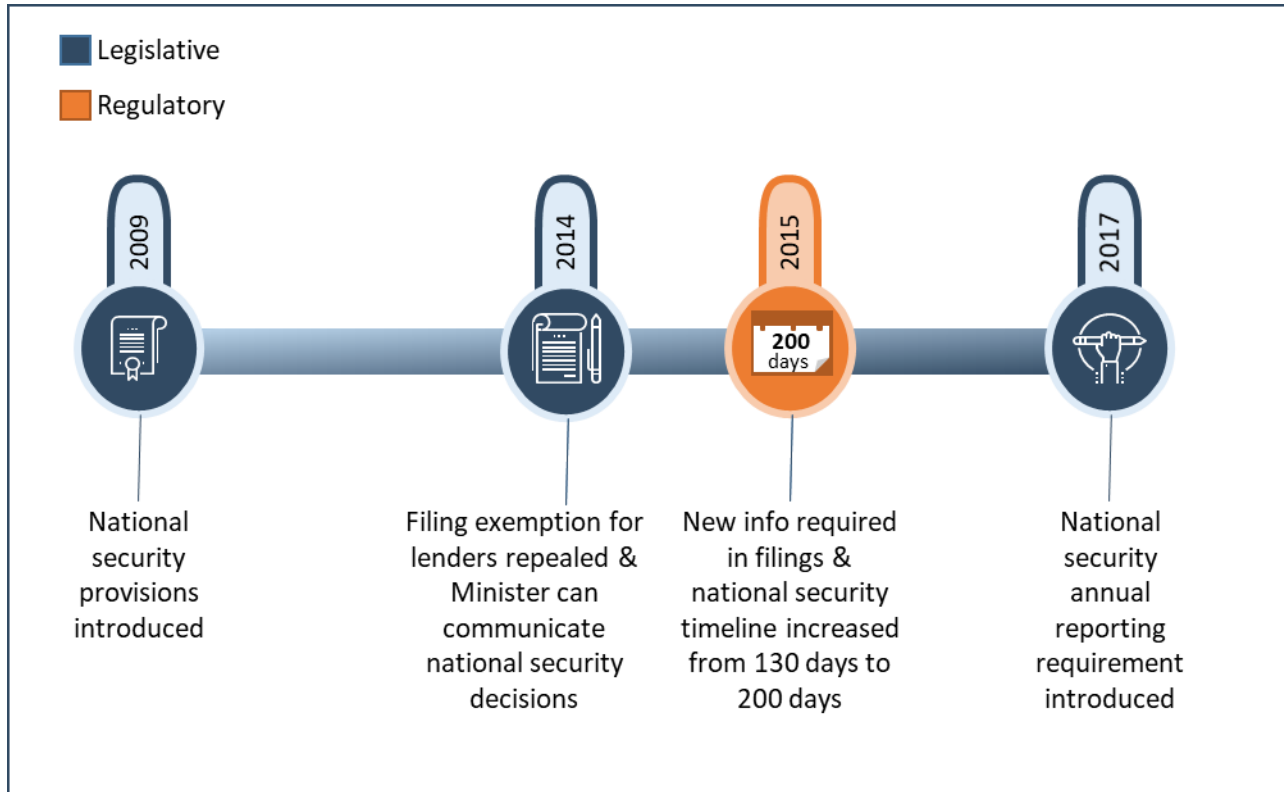 Legislative
Regulatory
2009
2014
2015
2017
200
days
National
security
provisions
introduced
Filing exemption for
lenders repealed &
Minister can
communicate
national security
decisions
New info required
in filings &
national security
timeline increased
from 130 days to
200 days
National
security
annual
reporting
requirement
introduced